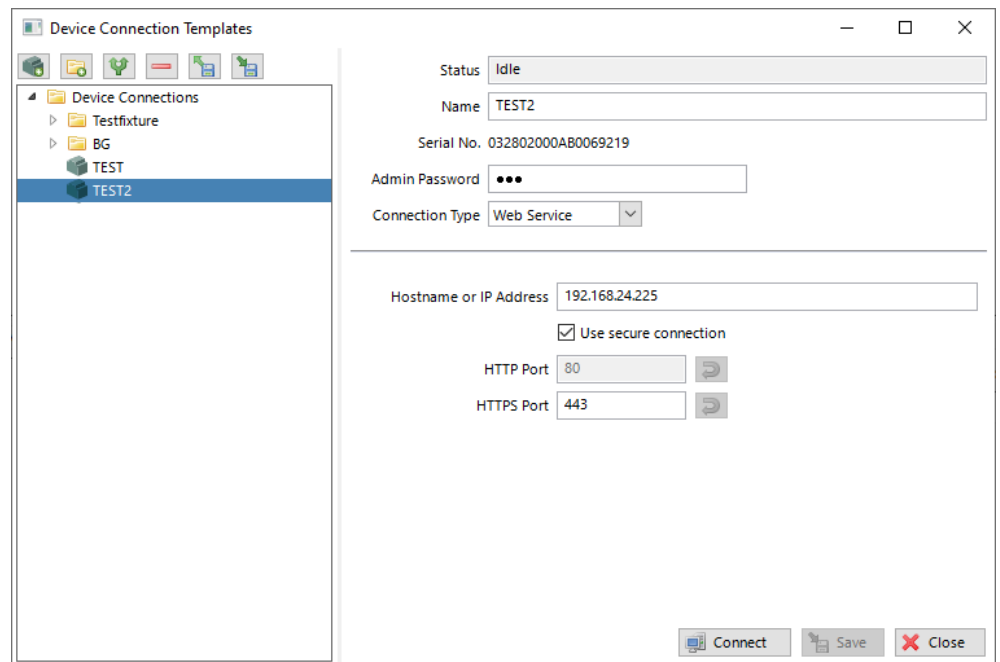 Device Connection Templates
Device Connections
Testfixture
BG
TEST
TEST2
Status Idle
Name TEST2
Serial No. 032802000AB0069219
Admin Password ●●●
Connection Type Web Service
Hostname or IP Address 192.168.24.225
Use secure connection
HTTP Port 80
HTTPS Port 443
Connect Save Close